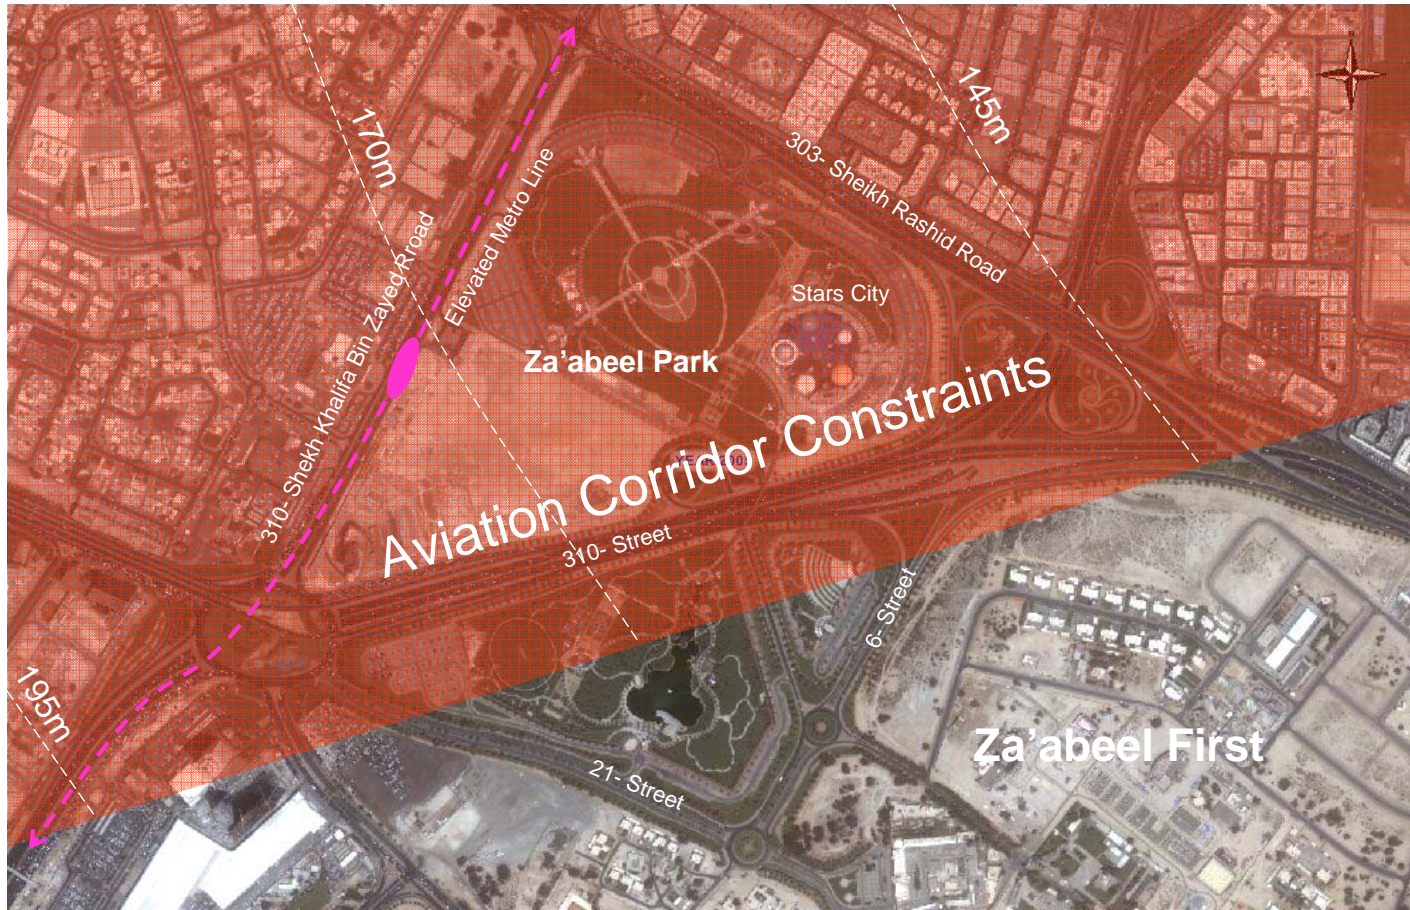 145m
170m
303- Sheikh Rashid Road
Elevated Metro Line
310- Shekh Khalifa Bin Zayed Rroad
Stars City
Za'abeel Park
Aviation Corridor Constraints
310- Street
6- Street
195m
Za'abeel First
21- Street